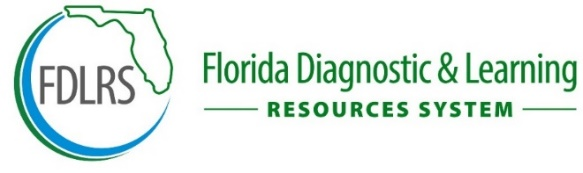 FDLRS
Florida Diagnostic & Learning
RESOURCES SYSTEM